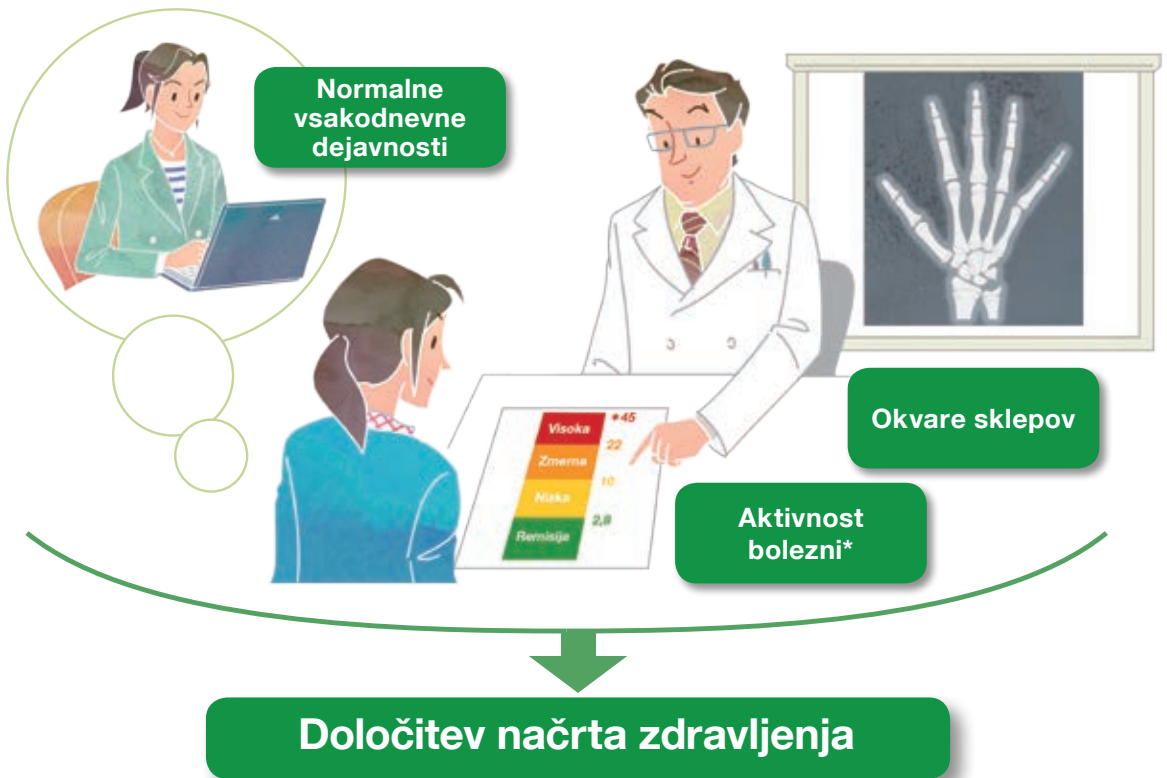 Normalne
vsakodnevne
dejavnosti
Okvare sklepov
Visoka
45
Zmerna
22
Nizka
10
Remisija
2,8
Aktivnost
bolezni*
Določitev načrta zdravljenja